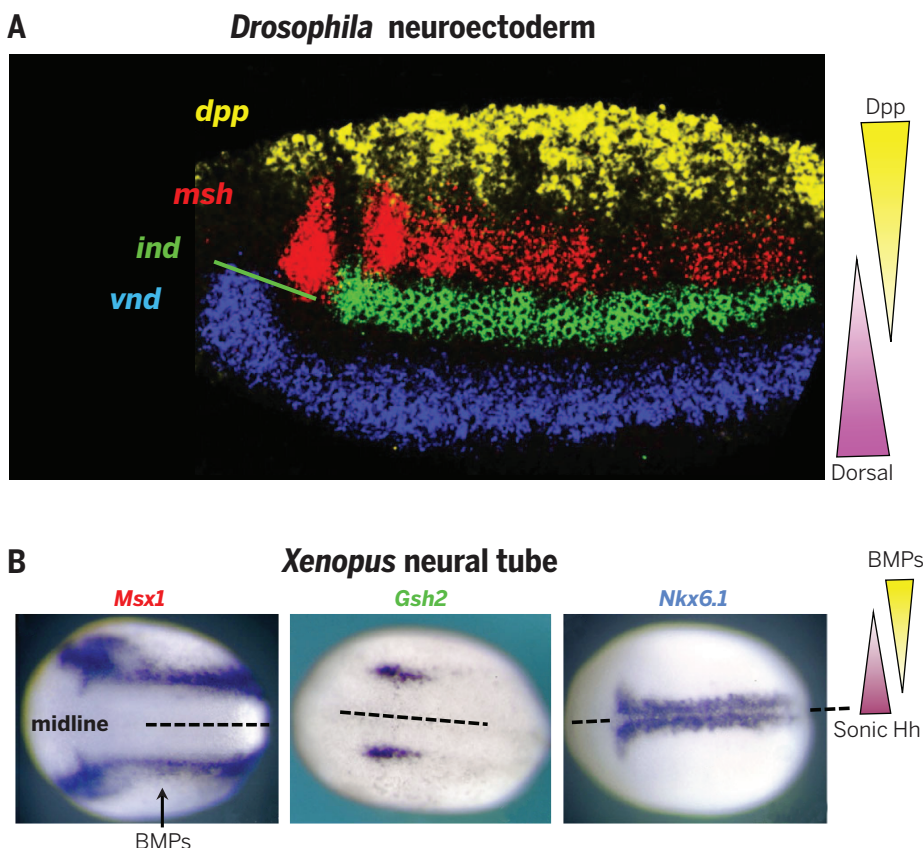 A
Drosophila neuroectoderm
dpp
msh
ind
vnd
Dpp
Dorsal
B
Xenopus neural tube
Msx1
Gsh2
Nkx6.1
BMPs
midline
Sonic Hh
BMPs